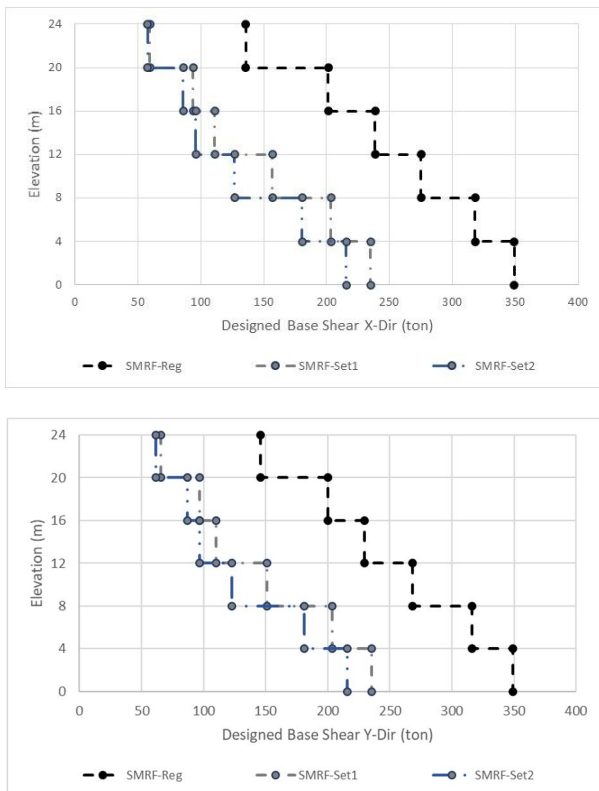 24
20
16
12
8
4
0
Elevation (m)
0 50 100 150 200 250 300 350 400
Designed Base Shear X-Dir (ton)
SMRF-Reg SMRF-Set1 SMRF-Set2
24
20
16
12
8
4
0
Elevation (m)
0 50 100 150 200 250 300 350 400
Designed Base Shear Y-Dir (ton)
SMRF-Reg SMRF-Set1 SMRF-Set2